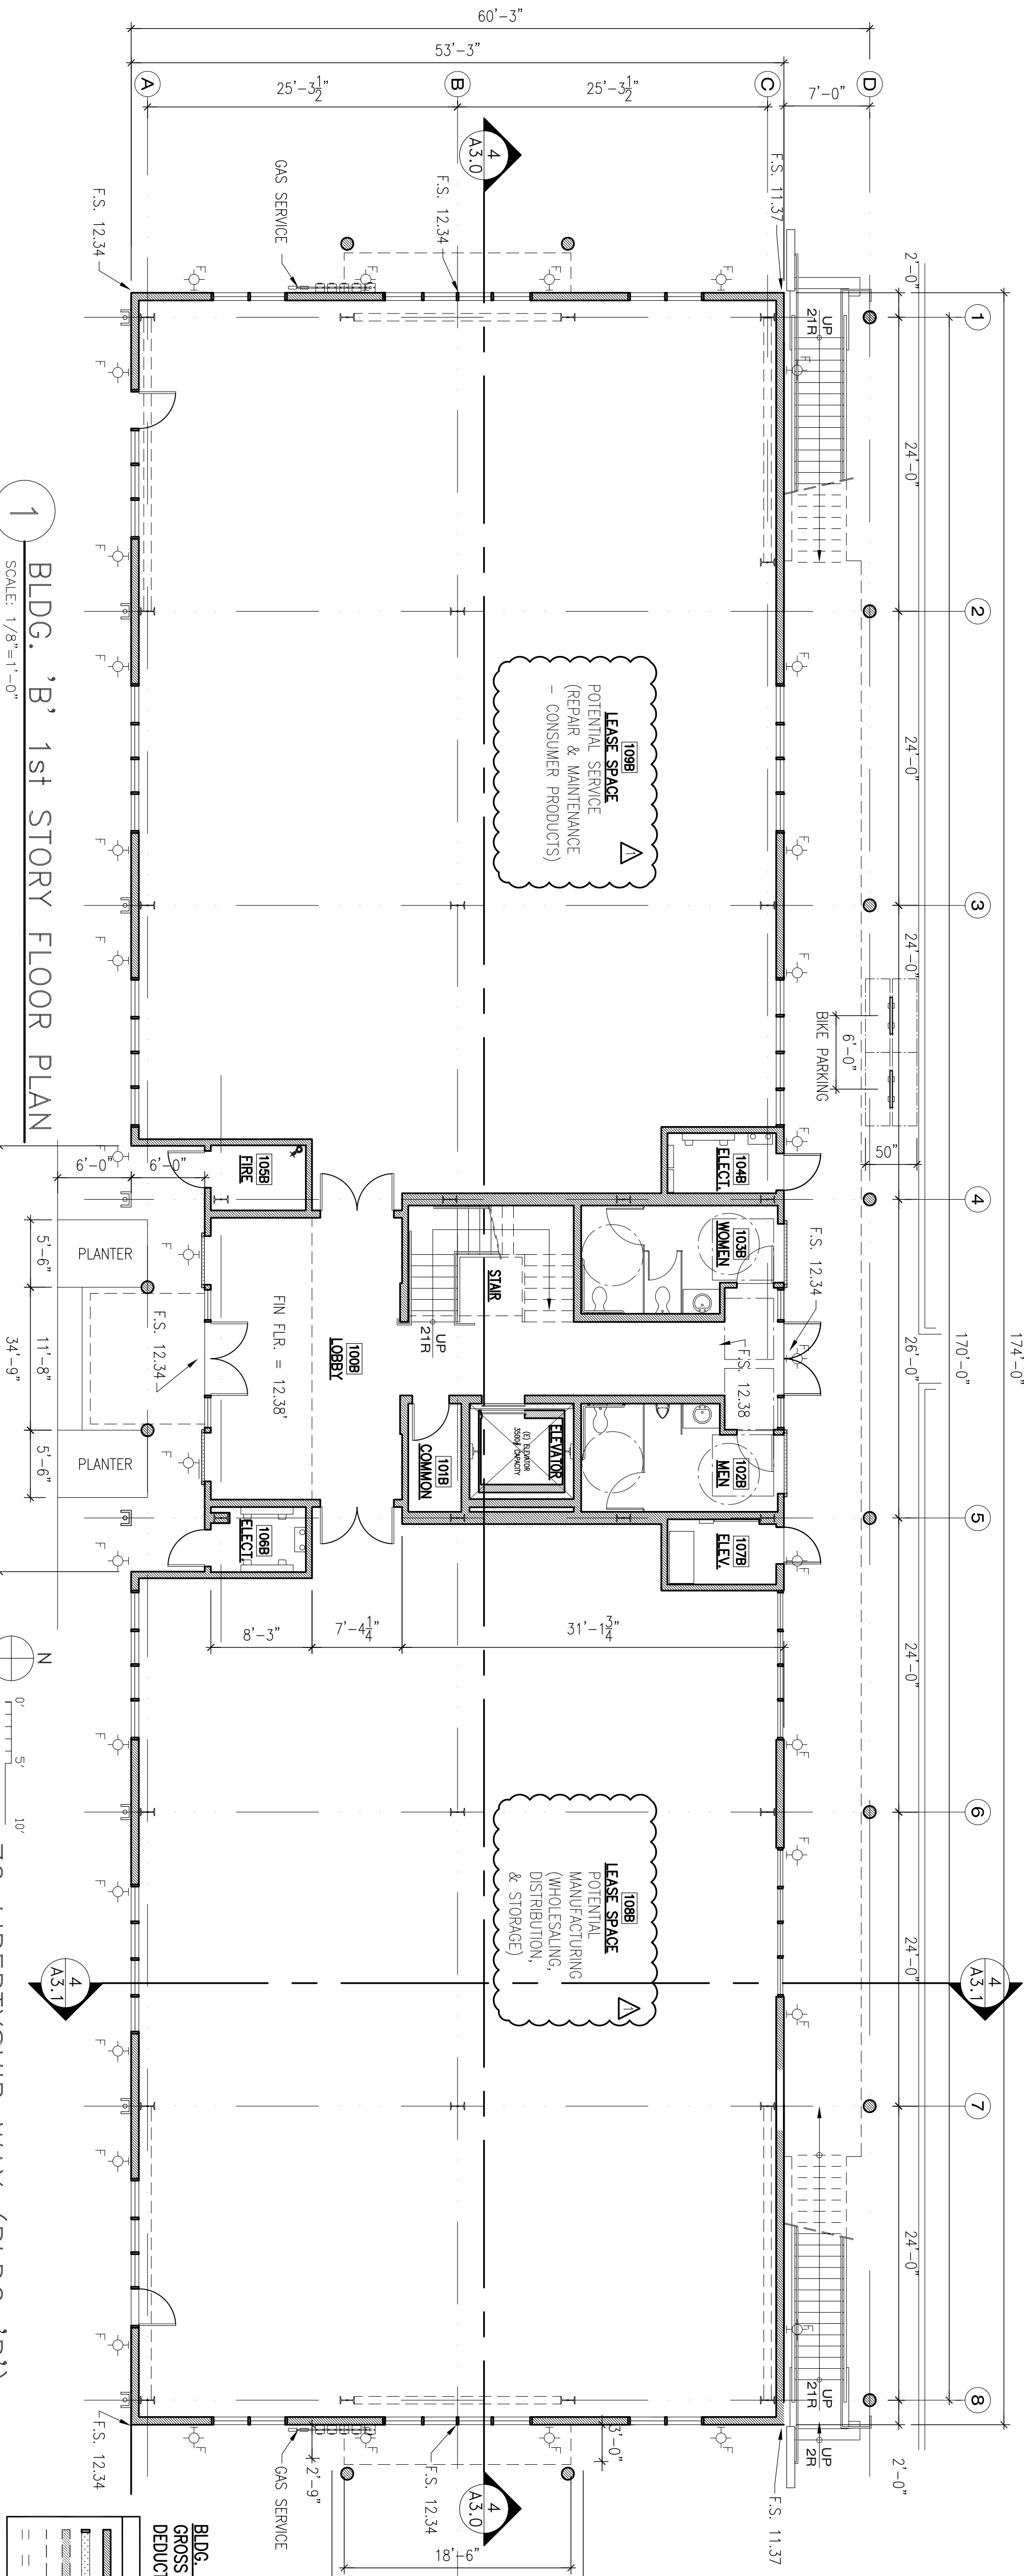 60'-3"
53'-3"
25'-3 1/2"
25'-3 1/2"
7'-0"
A
B
C
D
4
A3.0
GAS SERVICE
F.S. 12.34
F.S. 12.34
F.S. 11.37
2'-0"
24'-0"
24'-0"
24'-0"
26'-0"
24'-0"
24'-0"
24'-0"
2'-0"
170'-0"
174'-0"
1
2
3
4
5
6
7
8
UP
21R
BIKE PARKING
6'-0"
50"
109B
LEASE SPACE
POTENTIAL SERVICE
(REPAIR & MAINTENANCE
- CONSUMER PRODUCTS)
1
104B
ELECT.
103B
WOMEN
F.S. 12.34
F.S. 12.38
102B
MEN
107B
ELEV.
STAIR
UP
21R
ELEVATOR
(E) ELEVATOR
3500# CAPACITY
101B
COMMON
100B
LOBBY
FIN FLR. = 12.38'
105B
FIRE
106B
ELECT.
F.S. 12.34
PLANTER
PLANTER
6'-0"
6'-0"
5'-6"
11'-8"
5'-6"
34'-9"
8'-3"
7'-4 1/4"
31'-1 3/4"
108B
LEASE SPACE
POTENTIAL
MANUFACTURING
(WHOLESALING,
DISTRIBUTION,
& STORAGE)
1
4
A3.1
4
A3.1
UP
21R
UP
2R
F.S. 11.37
3'-0"
2'-9"
18'-6"
4
A3.0
F.S. 12.34
GAS SERVICE
F.S. 12.34
1
BLDG. 'B' 1st STORY FLOOR PLAN
SCALE: 1/8"=1'-0"
N
0'
5'
10'
BLDG.
GROSS
DEDUCT